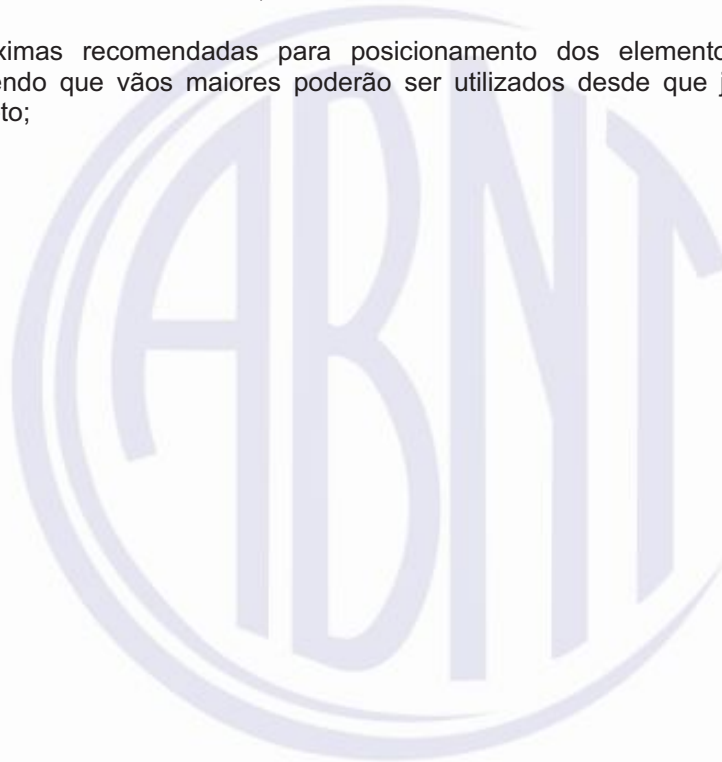 ximas recomendadas para posicionamento dos elemento
endo que vãos maiores poderão ser utilizados desde que j
to;
ABNT